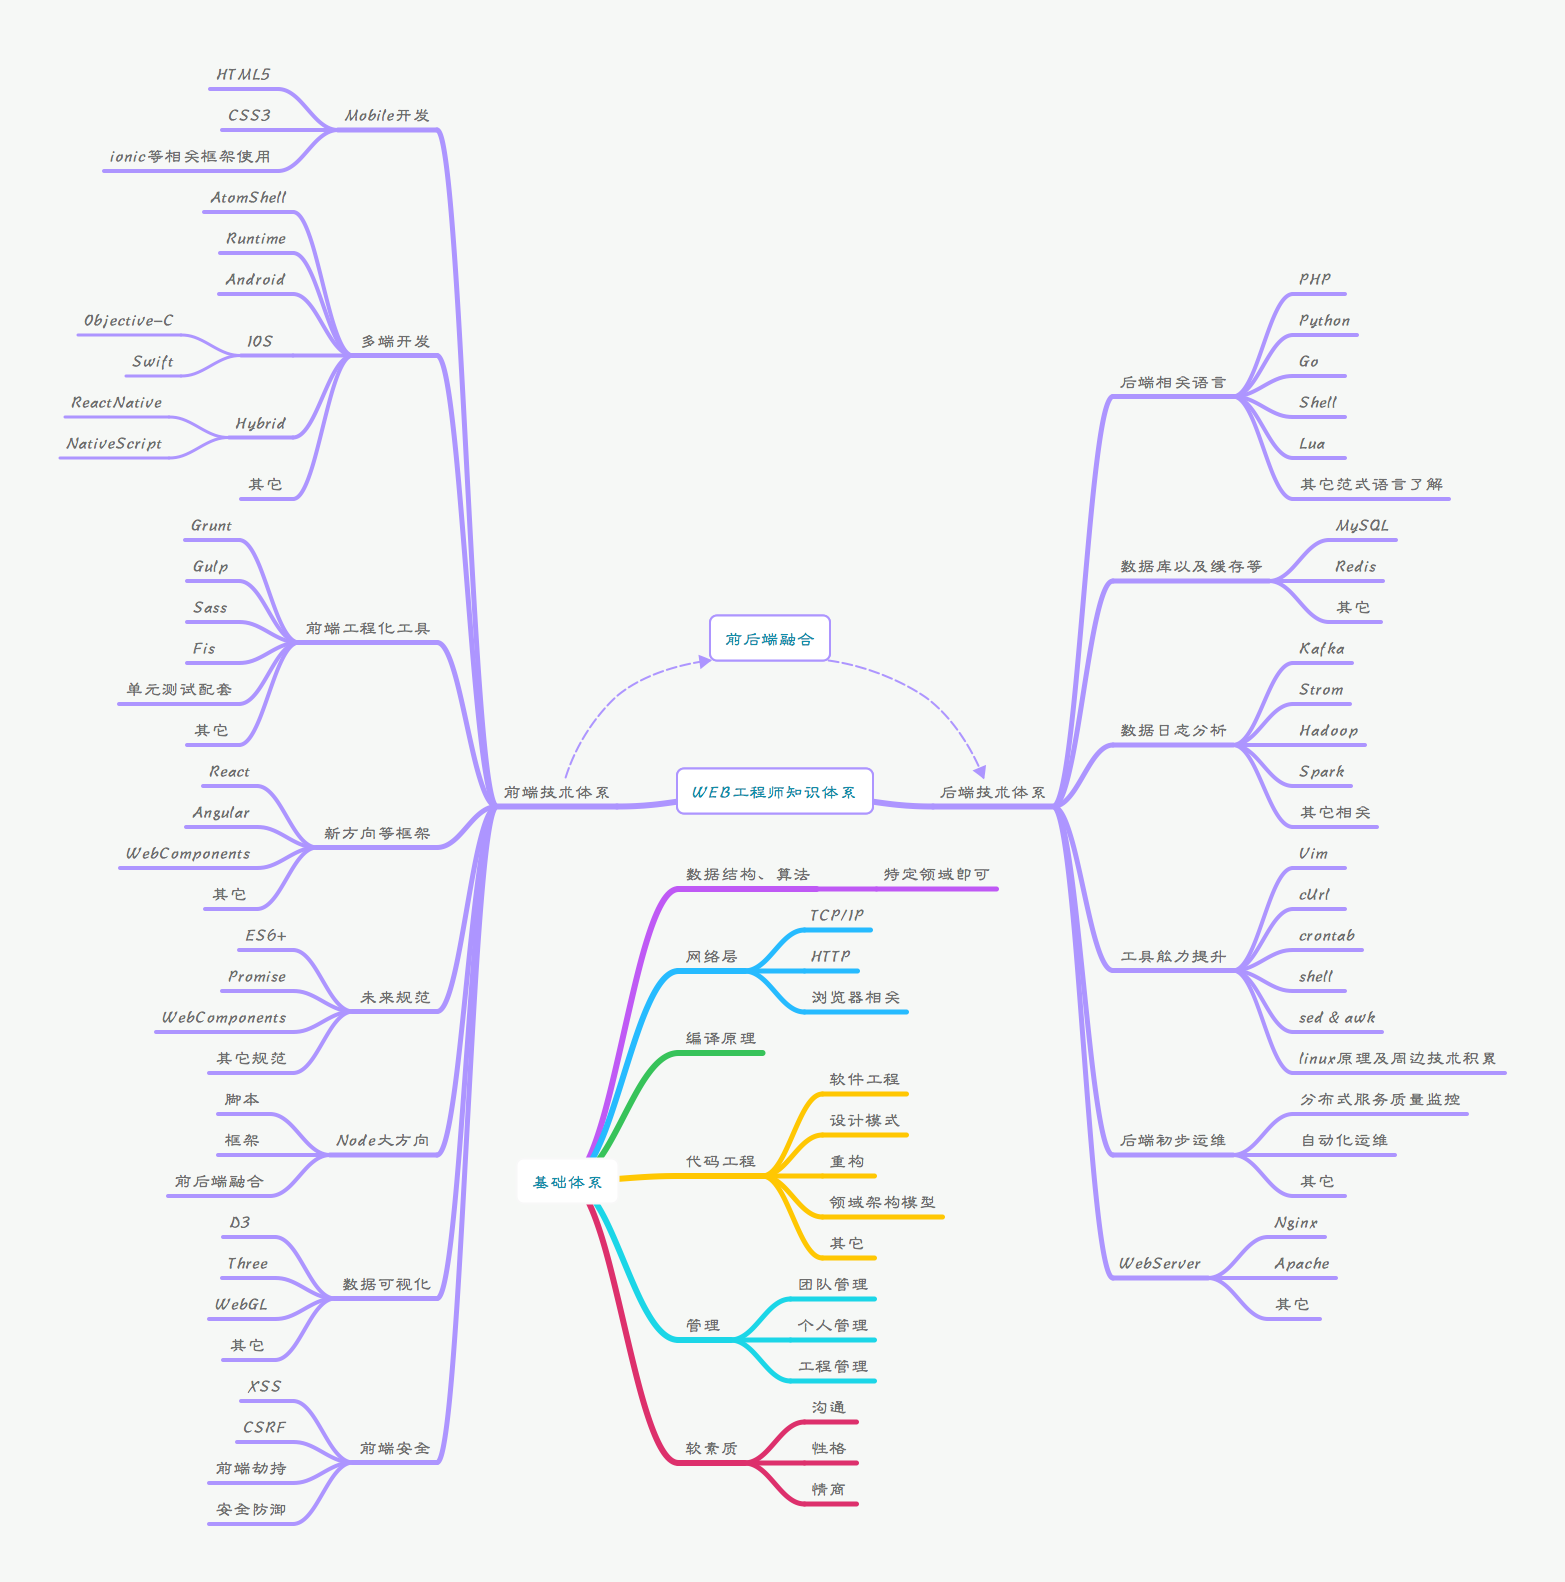 WEB工程师知识体系
前后端融合
前端技术体系
Mobile开发
HTML5
CSS3
ionic等相关框架使用
多端开发
AtomShell
Runtime
Android
IOS
Objective-C
Swift
Hybrid
ReactNative
NativeScript
其它
前端工程化工具
Grunt
Gulp
Sass
Fis
单元测试配套
其它
新方向等框架
React
Angular
WebComponents
其它
未来规范
ES6+
Promise
WebComponents
其它规范
Node大方向
脚本
框架
前后端融合
数据可视化
D3
Three
WebGL
其它
前端安全
XSS
CSRF
前端劫持
安全防御
后端技术体系
后端相关语言
PHP
Python
Go
Shell
Lua
其它范式语言了解
数据库以及缓存等
MySQL
Redis
其它
数据日志分析
Kafka
Strom
Hadoop
Spark
其它相关
工具能力提升
Vim
cUrl
crontab
shell
sed & awk
linux原理及周边技术积累
后端初步运维
分布式服务质量监控
自动化运维
其它
WebServer
Nginx
Apache
其它
基础体系
数据结构、算法
特定领域即可
网络层
TCP/IP
HTTP
浏览器相关
编译原理
代码工程
软件工程
设计模式
重构
领域架构模型
其它
管理
团队管理
个人管理
工程管理
软素质
沟通
性格
情商